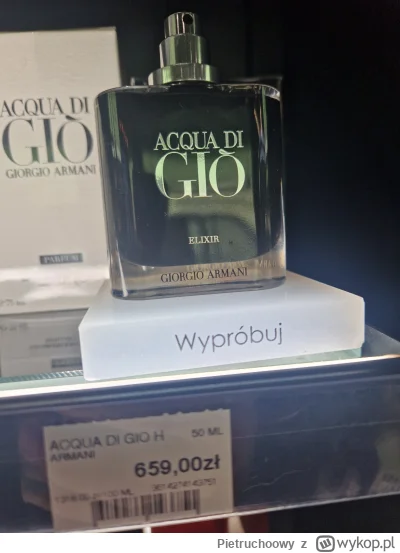 ACQUA DI
GIÒ
GIORGIO ARMANI
PARFUM
ACQUA DI
GIÒ
ELIXIR
GIORGIO ARMANI
Wypróbuj
ACQUA DI GIO H 50 ML
ARMANI
659,00zł
Pietruchoowy z wykop.pl